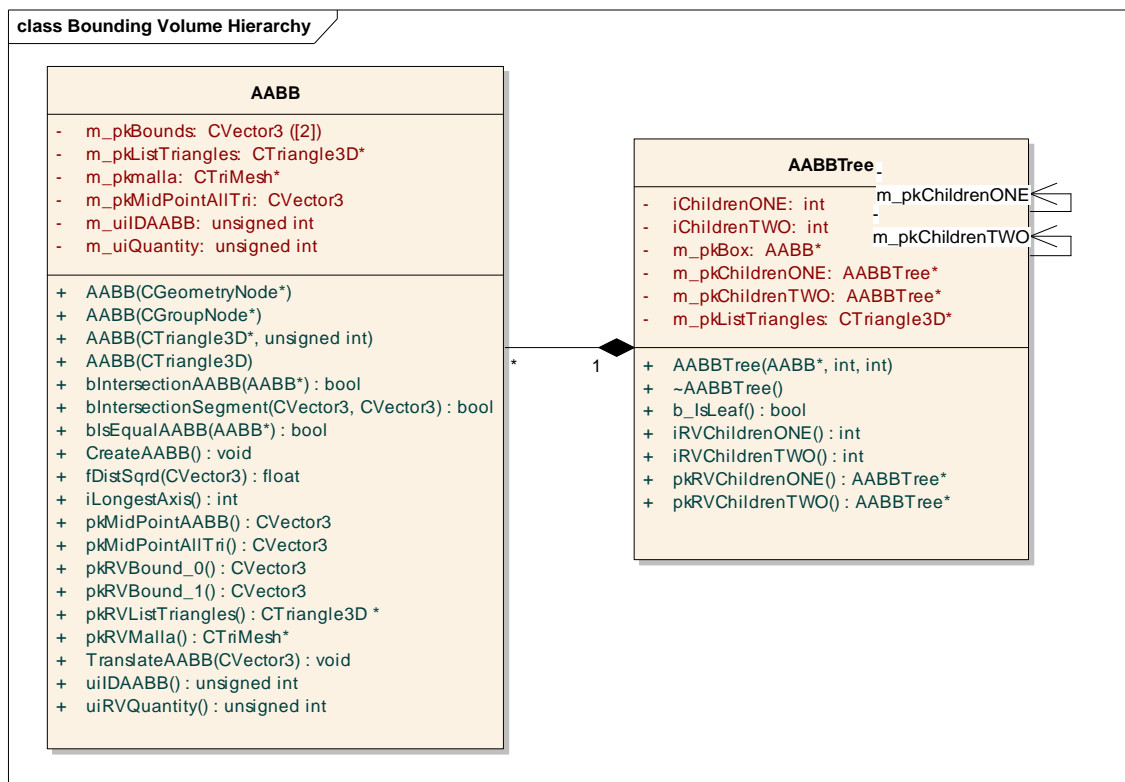 class Bounding Volume Hierarchy
AABB
- m_pkBounds: CVector3 ([2])
- m_pkListTriangles: CTriangle3D*
- m_pkmalla: CTriMesh*
- m_pkMidPointAllTri: CVector3
- m_uiIDAABB: unsigned int
- m_uiQuantity: unsigned int
+ AABB(CGeometryNode*)
+ AABB(CGroupNode*)
+ AABB(CTriangle3D*, unsigned int)
+ AABB(CTriangle3D)
+ bIntersectionAABB(AABB*) : bool
+ bIntersectionSegment(CVector3, CVector3) : bool
+ bIsEqualAABB(AABB*) : bool
+ CreateAABB() : void
+ fDistSqrd(CVector3) : float
+ iLongestAxis() : int
+ pkMidPointAABB() : CVector3
+ pkMidPointAllTri() : CVector3
+ pkRVBound_0() : CVector3
+ pkRVBound_1() : CVector3
+ pkRVListTriangles() : CTriangle3D *
+ pkRVMalla() : CTriMesh*
+ TranslateAABB(CVector3) : void
+ uiIDAABB() : unsigned int
+ uiRVQuantity() : unsigned int
* 1
AABBTree
- iChildrenONE: int
- iChildrenTWO: int
- m_pkBox: AABB*
- m_pkChildrenONE: AABBTree*
- m_pkChildrenTWO: AABBTree*
- m_pkListTriangles: CTriangle3D*
+ AABBTree(AABB*, int, int)
+ ~AABBTree()
+ b_IsLeaf() : bool
+ iRVChildrenONE() : int
+ iRVChildrenTWO() : int
+ pkRVChildrenONE() : AABBTree*
+ pkRVChildrenTWO() : AABBTree*
-
m_pkChildrenONE
-
m_pkChildrenTWO